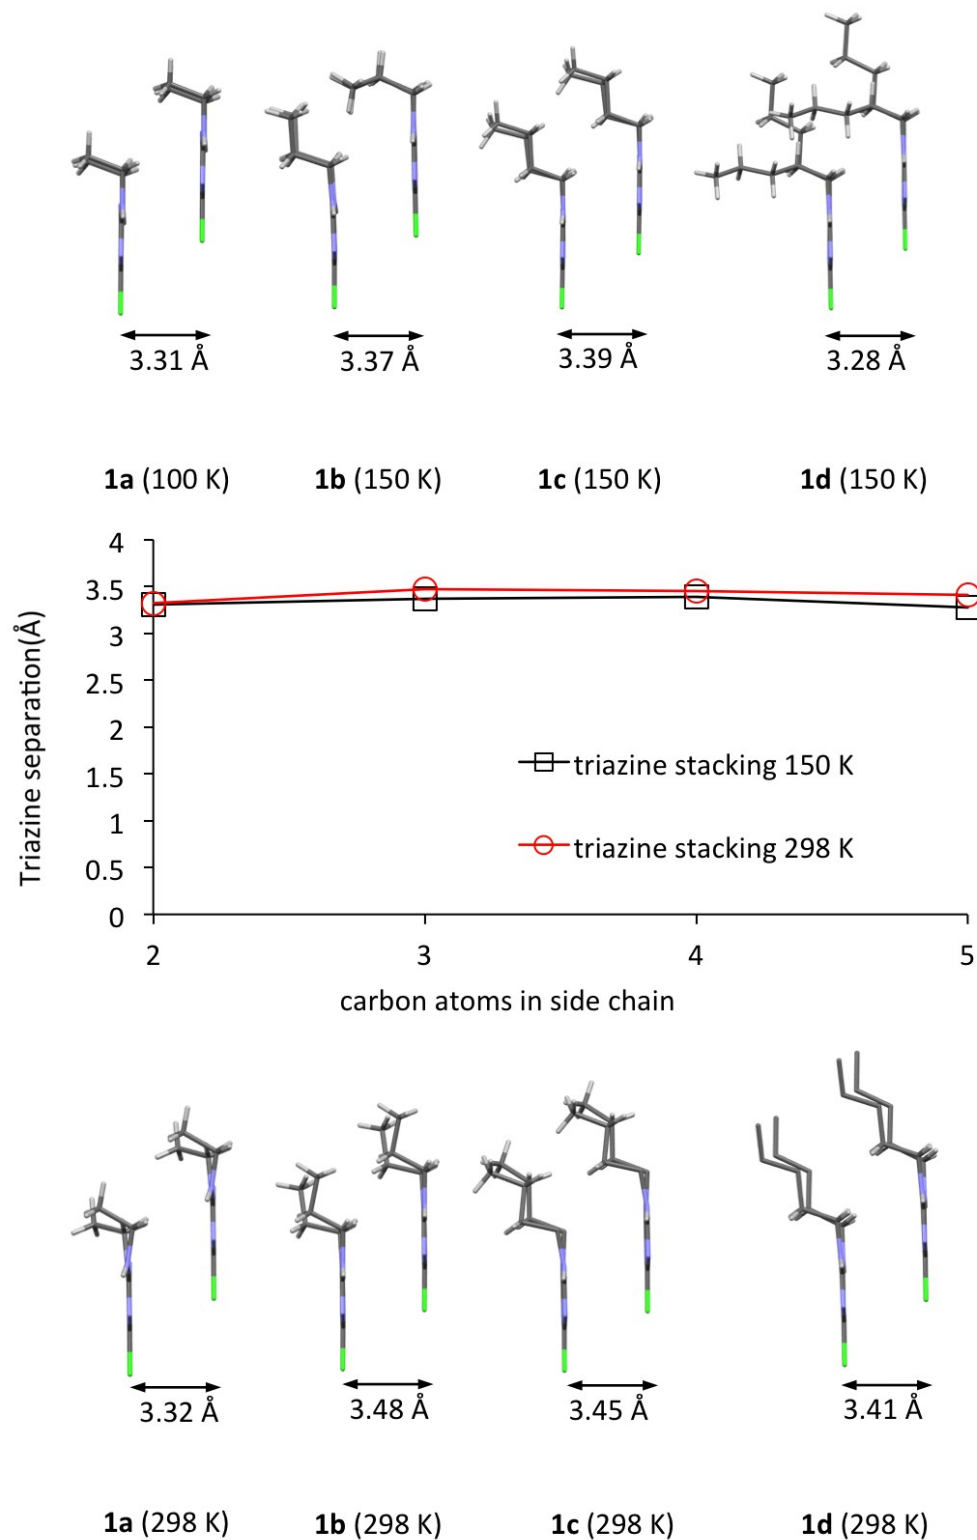 3.31 Å 3.37 Å 3.39 Å 3.28 Å
1a (100 K) 1b (150 K) 1c (150 K) 1d (150 K)
4
3.5
3
2.5
2
1.5
1
0.5
0
Triazine separation(Å)
triazine stacking 150 K
triazine stacking 298 K
2 3 4 5
carbon atoms in side chain
3.32 Å 3.48 Å 3.45 Å 3.41 Å
1a (298 K) 1b (298 K) 1c (298 K) 1d (298 K)